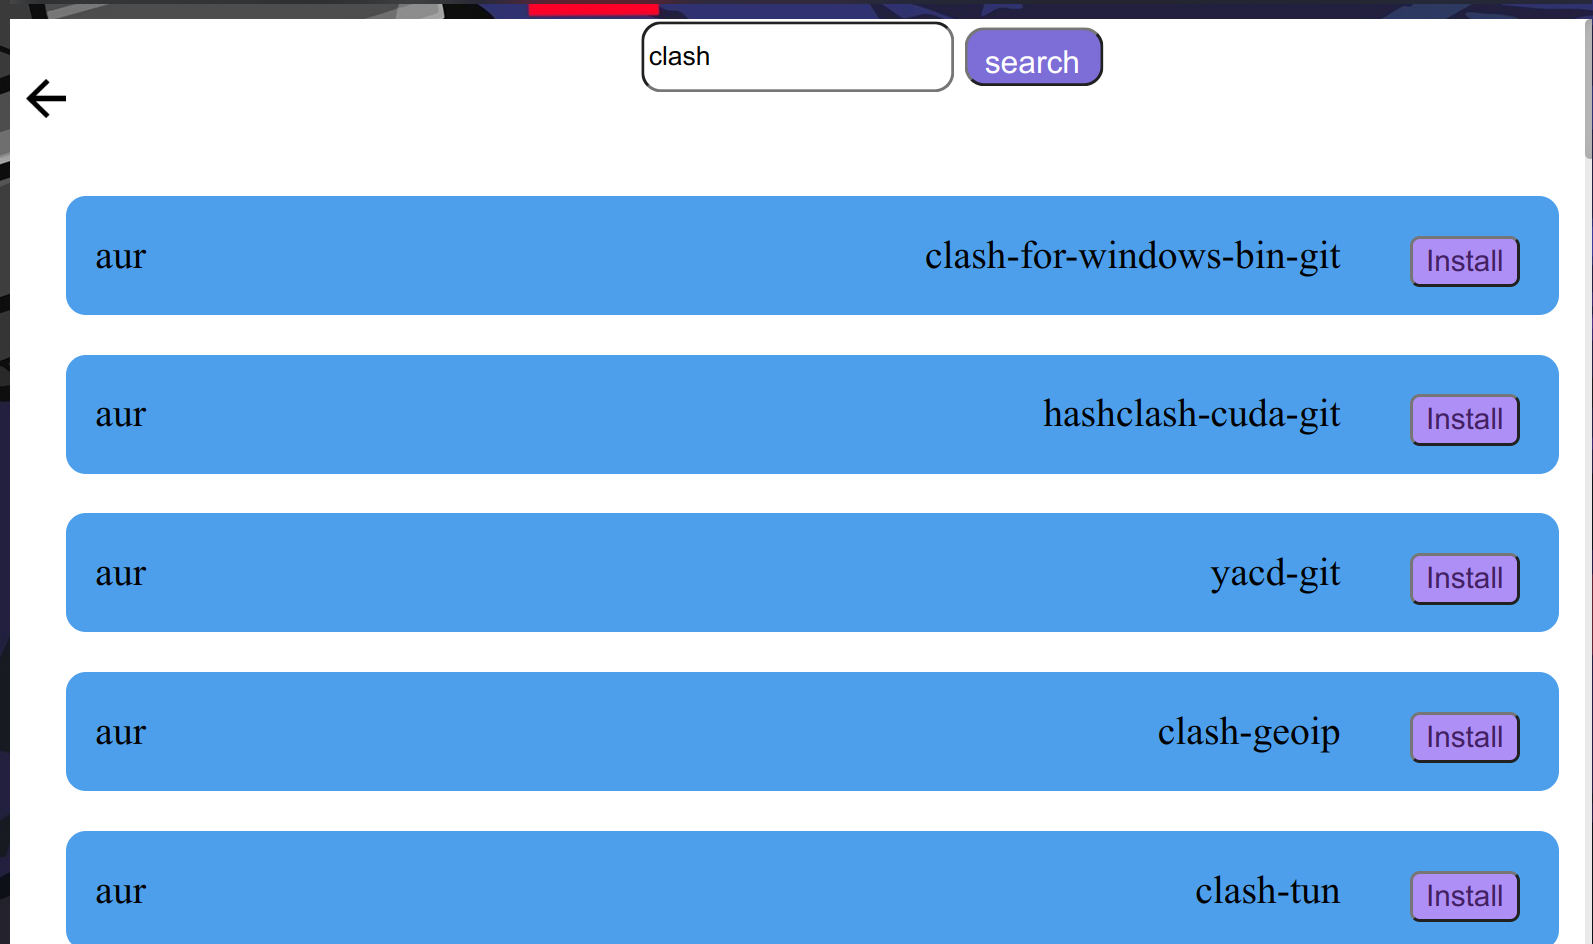 clash search
aur clash-for-windows-bin-git Install
aur hashclash-cuda-git Install
aur yacd-git Install
aur clash-geoip Install
aur clash-tun Install